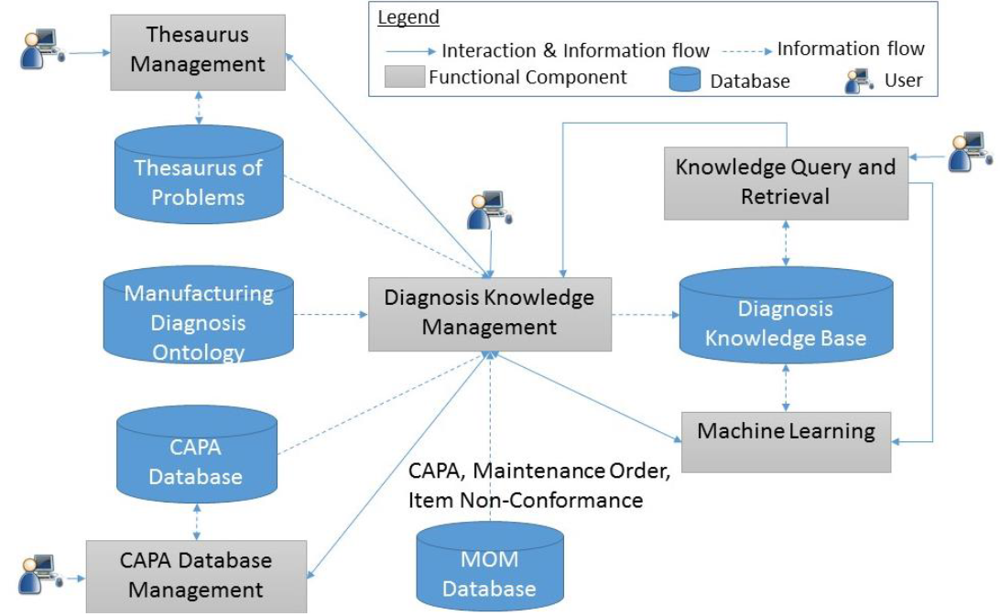 Legend
Interaction & Information flow
Information flow
Functional Component
Database
User
Thesaurus
Management
Thesaurus of
Problems
Knowledge Query and
Retrieval
Manufacturing
Diagnosis
Ontology
Diagnosis Knowledge
Management
Diagnosis
Knowledge Base
CAPA
Database
Machine Learning
CAPA, Maintenance Order,
Item Non-Conformance
CAPA Database
Management
MOM
Database